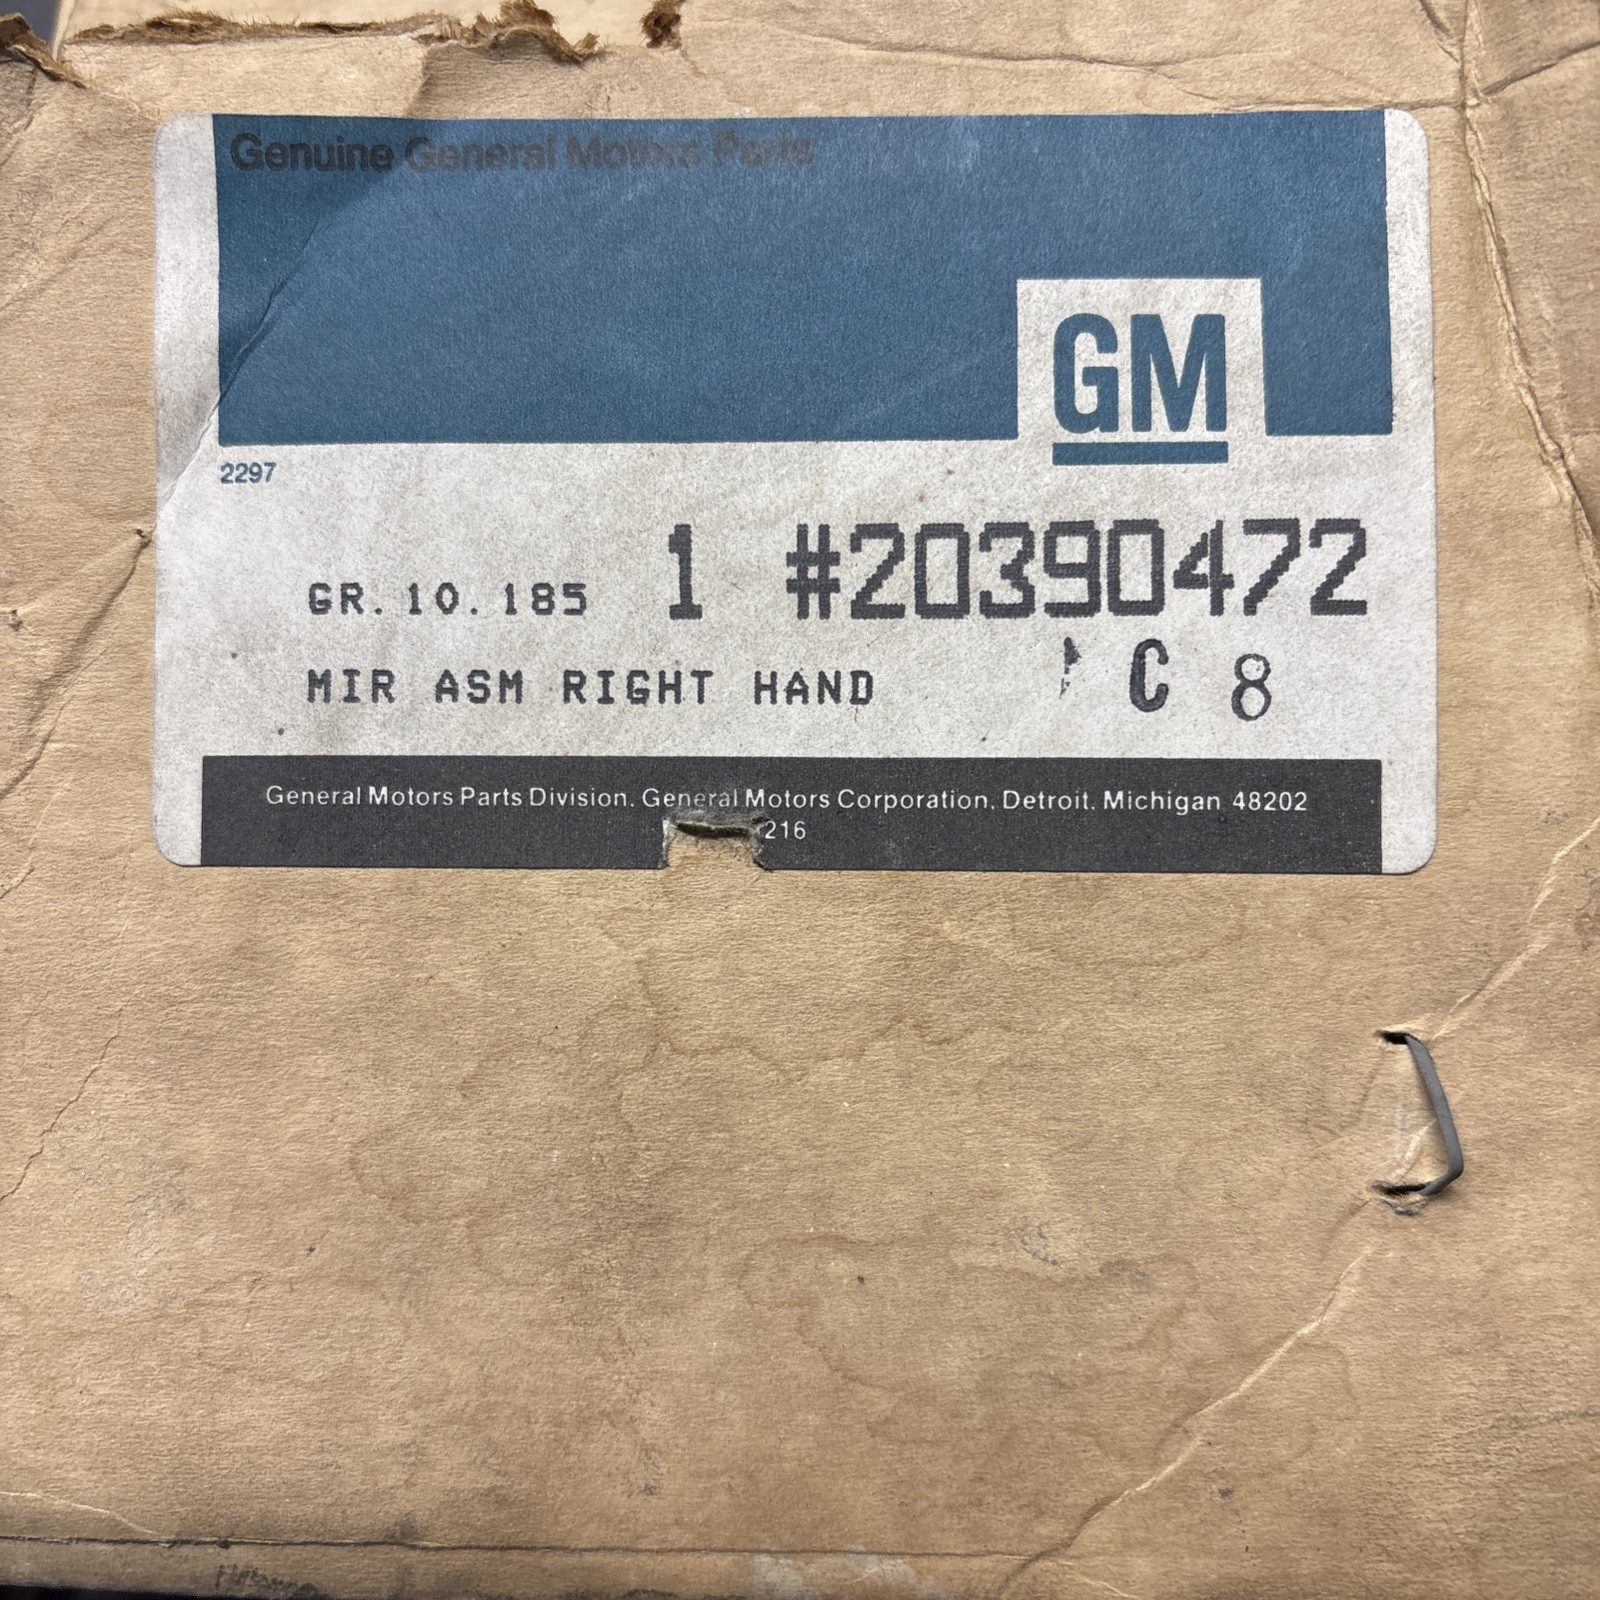 Genuine General Motors Parts
GM
2297
GR. 10. 185 1 #20390472
MIR ASM RIGHT HAND C 8
General Motors Parts Division. General Motors Corporation. Detroit. Michigan 48202
216